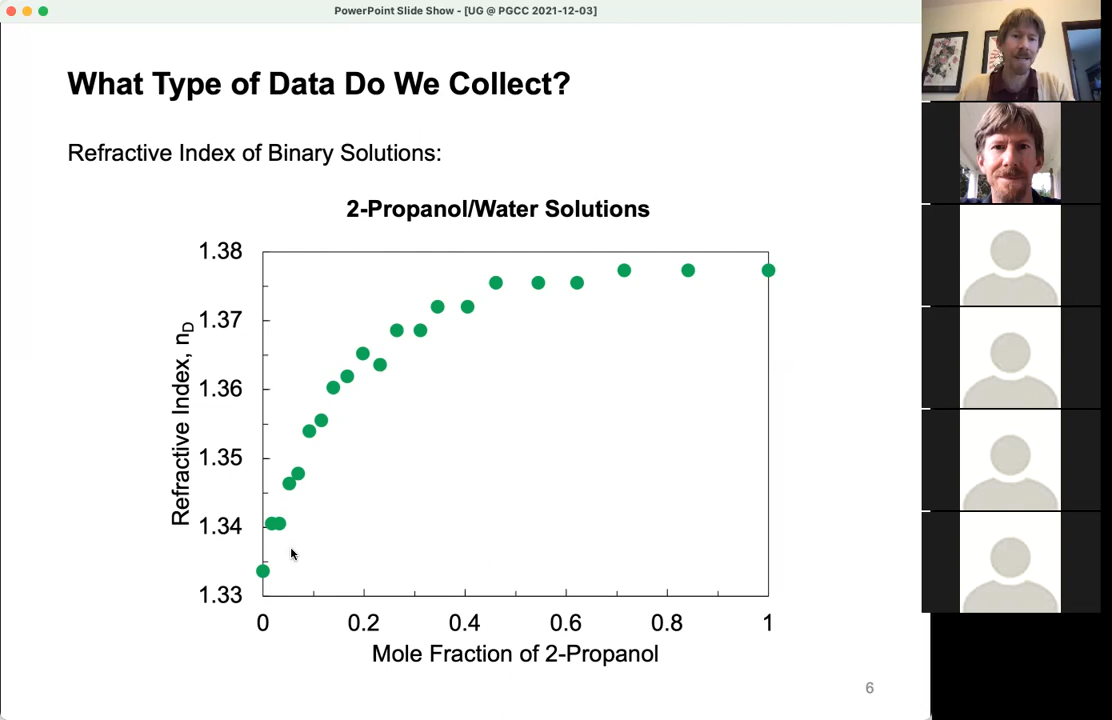 PowerPoint Slide Show - [UG @ PGCC 2021-12-03]
What Type of Data Do We Collect?
Refractive Index of Binary Solutions:
2-Propanol/Water Solutions
Refractive Index, nD
1.38
1.37
1.36
1.35
1.34
1.33
0 0.2 0.4 0.6 0.8 1
Mole Fraction of 2-Propanol
6